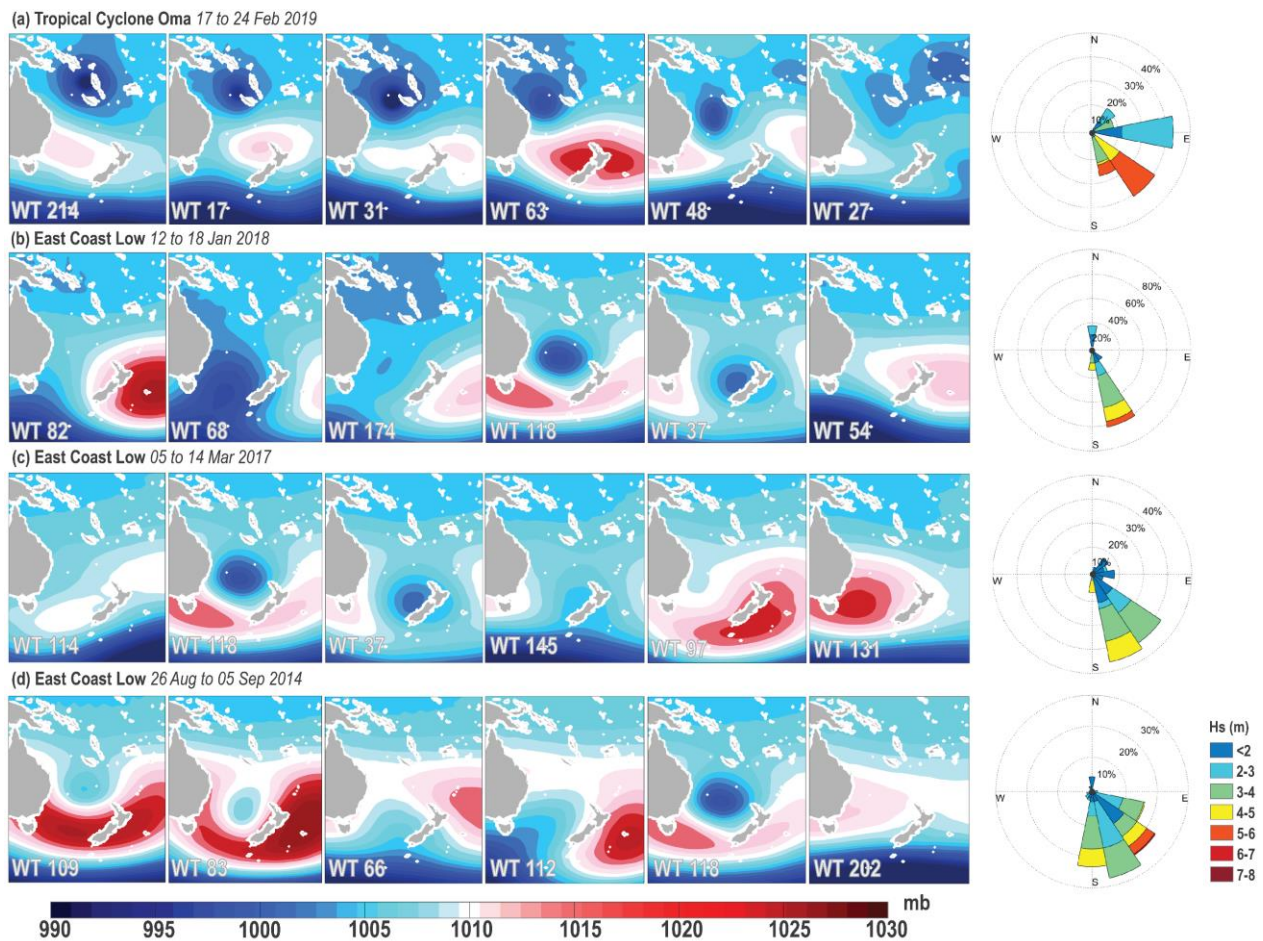 (a) Tropical Cyclone Oma 17 to 24 Feb 2019
WT 214 WT 17 WT 31 WT 63 WT 48 WT 27
N
40%
30%
20%
10%
W E
S
(b) East Coast Low 12 to 18 Jan 2018
WT 82 WT 68 WT 174 WT 118 WT 37 WT 54
N
80%
60%
40%
20%
W E
S
(c) East Coast Low 05 to 14 Mar 2017
WT 114 WT 118 WT 37 WT 145 WT 97 WT 131
N
40%
30%
20%
10%
W E
S
(d) East Coast Low 26 Aug to 05 Sep 2014
WT 109 WT 83 WT 66 WT 112 WT 118 WT 202
N
30%
20%
10%
W E
S
Hs (m)
<2
2-3
3-4
4-5
5-6
6-7
7-8
mb
990 995 1000 1005 1010 1015 1020 1025 1030